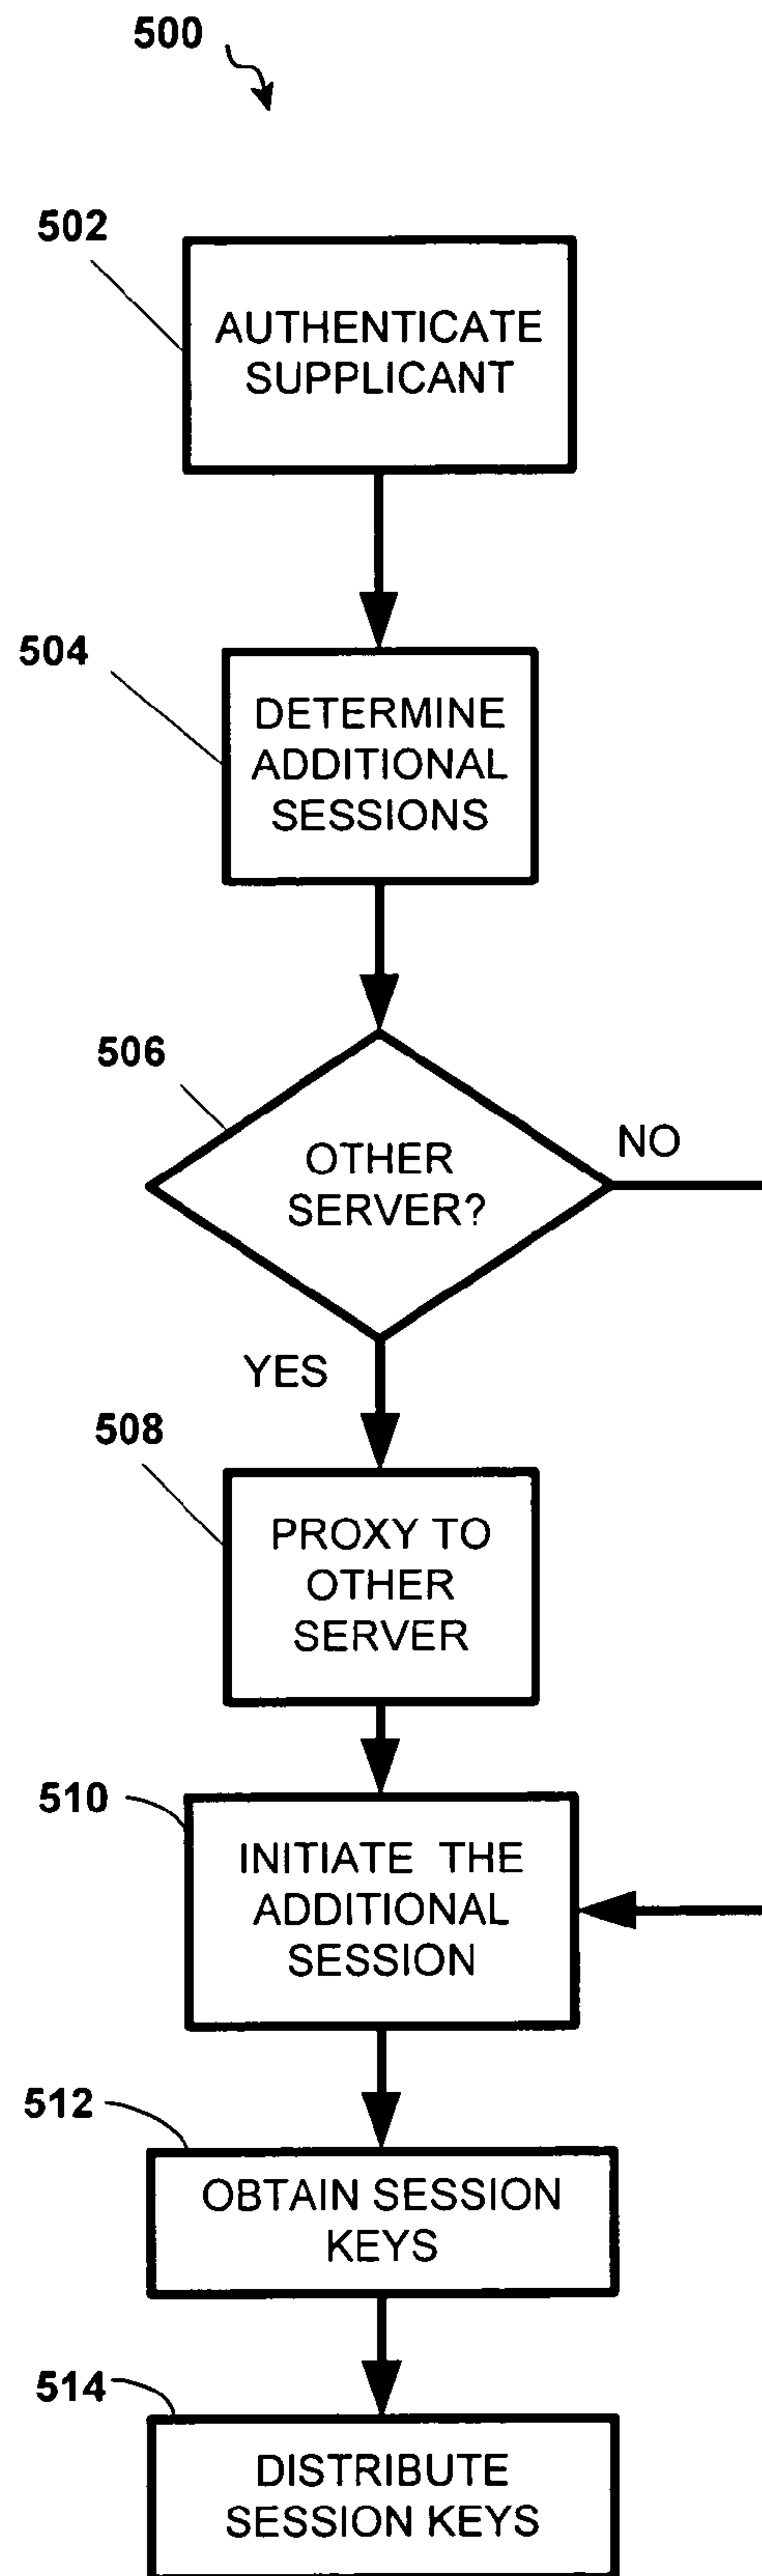 500
502
AUTHENTICATE
SUPPLICANT
504
DETERMINE
ADDITIONAL
SESSIONS
506
OTHER
SERVER?
NO
YES
508
PROXY TO
OTHER
SERVER
510
INITIATE THE
ADDITIONAL
SESSION
512
OBTAIN SESSION
KEYS
514
DISTRIBUTE
SESSION KEYS